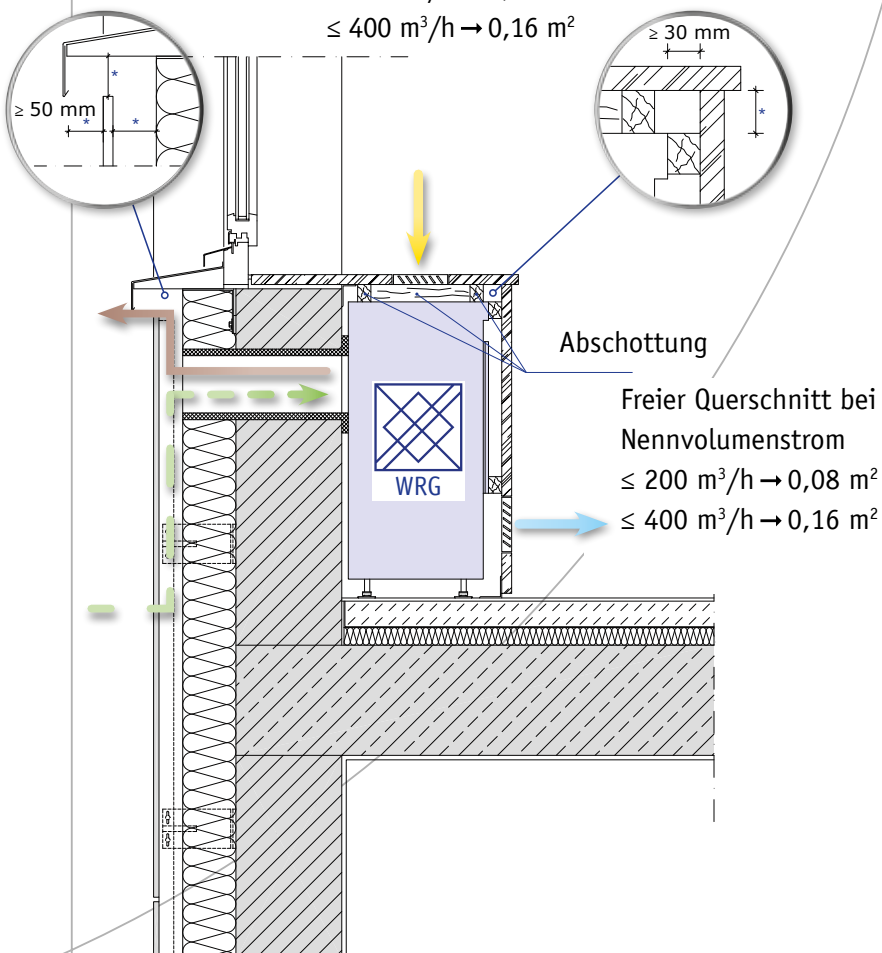 ≤ 400 m³/h → 0,16 m²
≥ 30 mm
*
≥ 50 mm
* *
*
Abschottung
Freier Querschnitt bei
Nennvolumenstrom
≤ 200 m³/h → 0,08 m²
≤ 400 m³/h → 0,16 m²
WRG